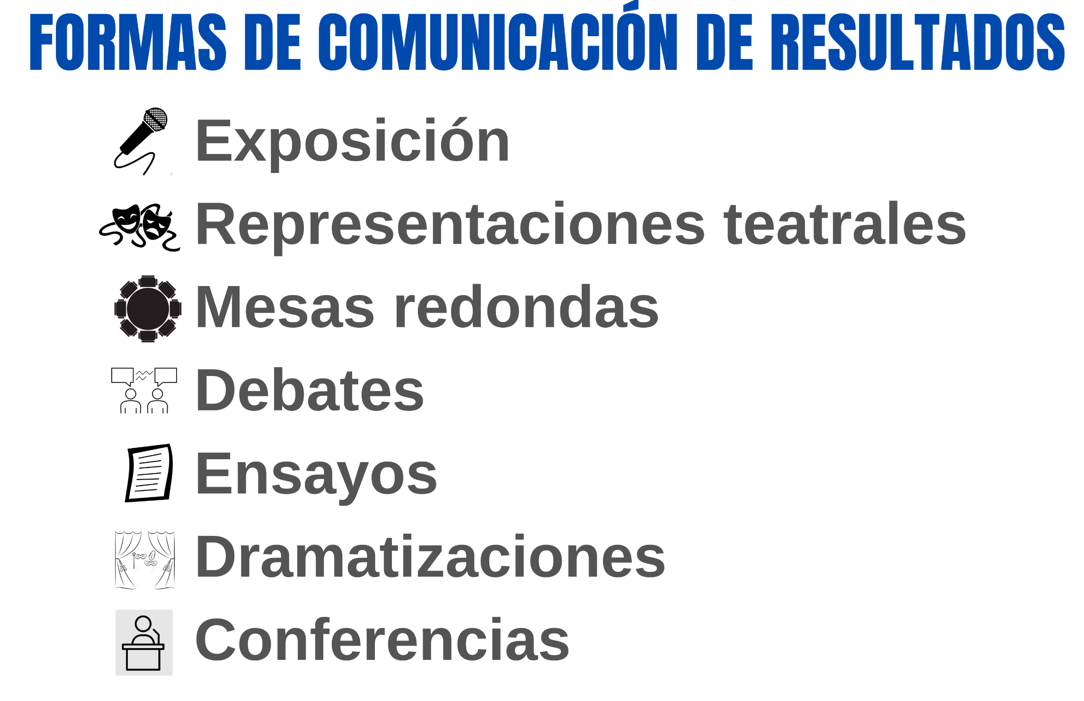 FORMAS DE COMUNICACIÓN DE RESULTADOS
Exposición
Representaciones teatrales
Mesas redondas
Debates
Ensayos
Dramatizaciones
Conferencias